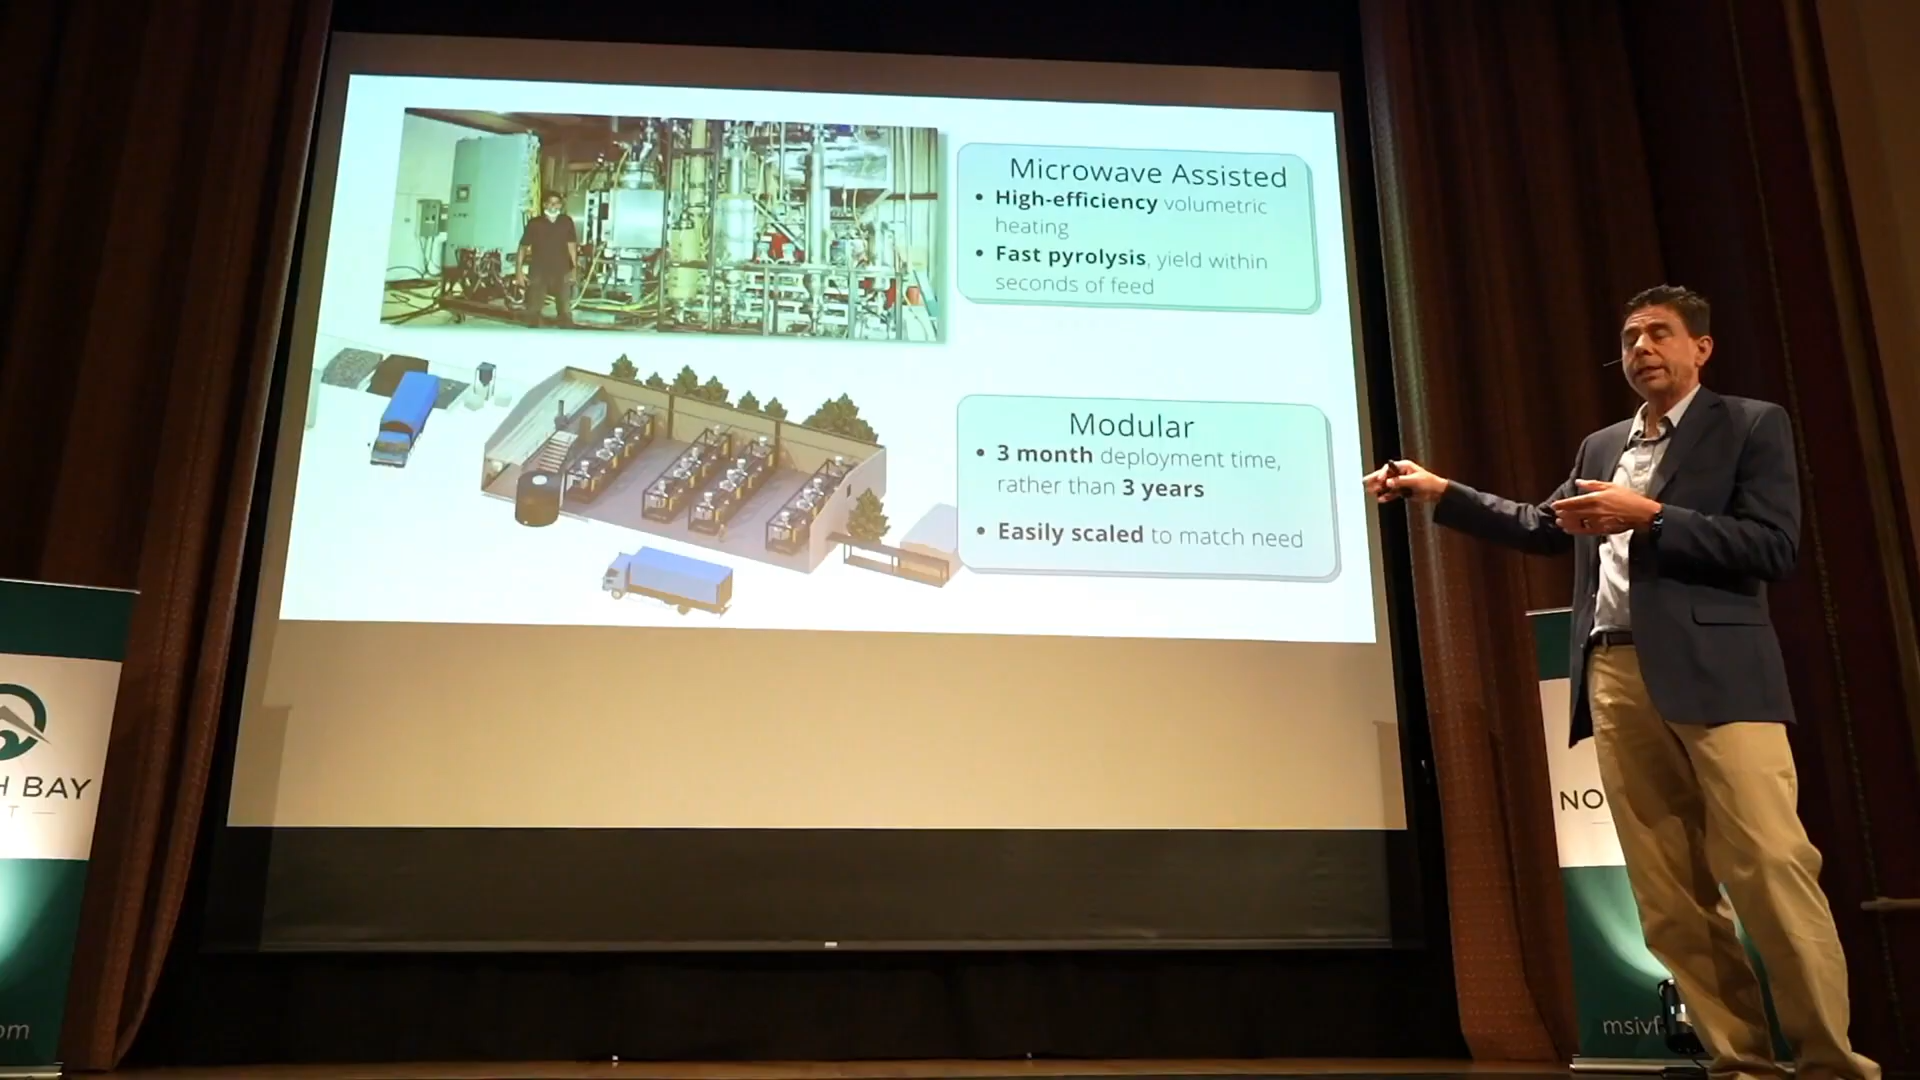 Microwave Assisted
• High-efficiency volumetric
heating
• Fast pyrolysis, yield within
seconds of feed
Modular
• 3 month deployment time,
rather than 3 years
• Easily scaled to match need
H BAY
T
om
NO
msivf